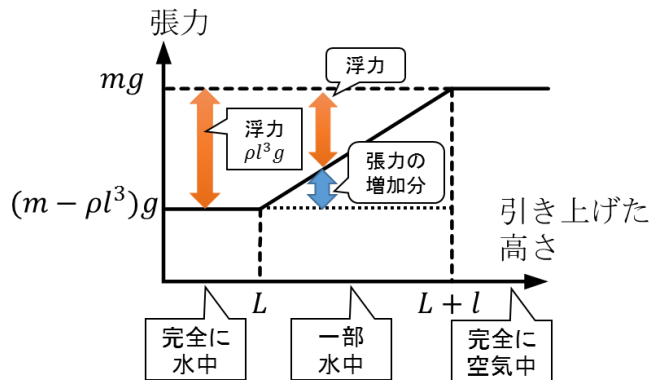 張力
mg
浮力
浮力
ρl³g
張力の
増加分
(m − ρl³)g
引き上げた
高さ
L
L + l
完全に
水中
一部
水中
完全に
空気中